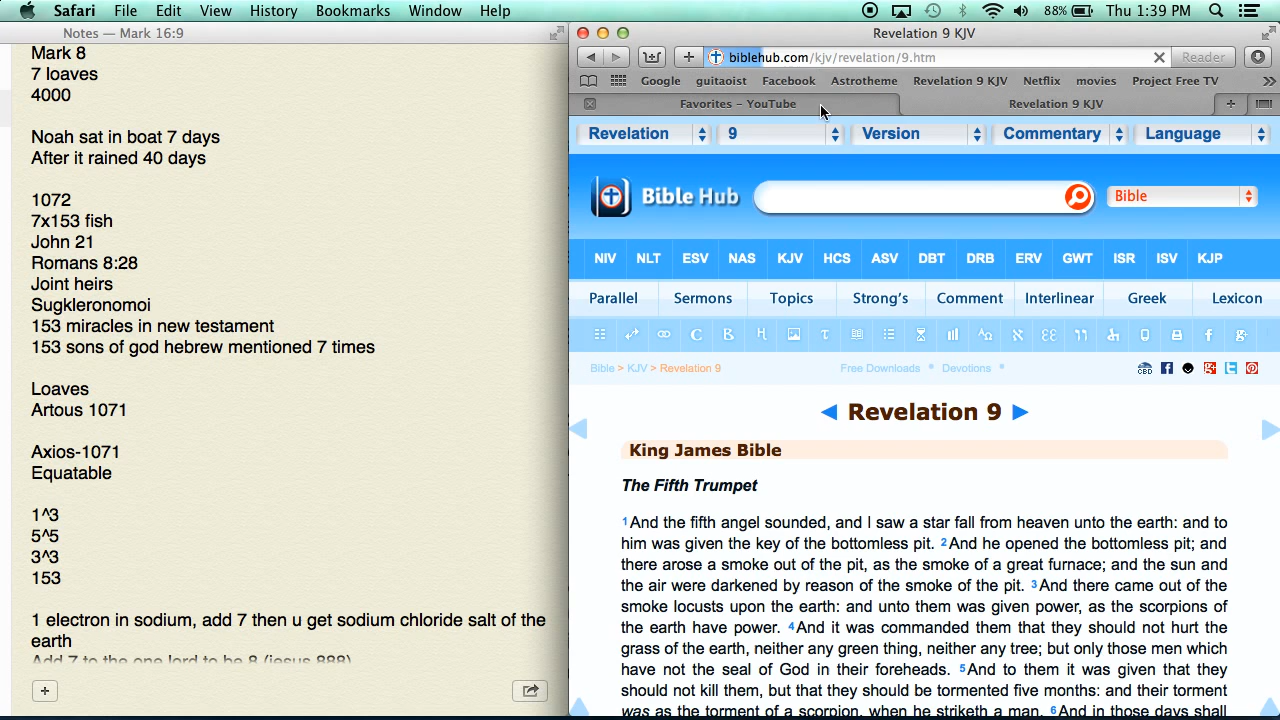 Safari File Edit View History Bookmarks Window Help 88% Thu 1:39 PM
Notes — Mark 16:9
Mark 8
7 loaves
4000
Noah sat in boat 7 days
After it rained 40 days
1072
7x153 fish
John 21
Romans 8:28
Joint heirs
Sugkleronomoi
153 miracles in new testament
153 sons of god hebrew mentioned 7 times
Loaves
Artous 1071
Axios-1071
Equatable
1^3
5^5
3^3
153
1 electron in sodium, add 7 then u get sodium chloride salt of the
earth
Add 7 to the one lord to be 8 (jesus 888)
Revelation 9 KJV
biblehub.com/kjv/revelation/9.htm Reader
Google guitaoist Facebook Astrotheme Revelation 9 KJV Netflix movies Project Free TV
Favorites – YouTube Revelation 9 KJV
Revelation 9 Version Commentary Language
Bible Hub Bible
NIV NLT ESV NAS KJV HCS ASV DBT DRB ERV GWT ISR ISV KJP
Parallel Sermons Topics Strong's Comment Interlinear Greek Lexicon
Bible > KJV > Revelation 9 Free Downloads • Devotions • CBD
◄ Revelation 9 ►
King James Bible
The Fifth Trumpet
1And the fifth angel sounded, and I saw a star fall from heaven unto the earth: and to
him was given the key of the bottomless pit. 2And he opened the bottomless pit; and
there arose a smoke out of the pit, as the smoke of a great furnace; and the sun and
the air were darkened by reason of the smoke of the pit. 3And there came out of the
smoke locusts upon the earth: and unto them was given power, as the scorpions of
the earth have power. 4And it was commanded them that they should not hurt the
grass of the earth, neither any green thing, neither any tree; but only those men which
have not the seal of God in their foreheads. 5And to them it was given that they
should not kill them, but that they should be tormented five months: and their torment
was as the torment of a scorpion, when he striketh a man. 6And in those days shall